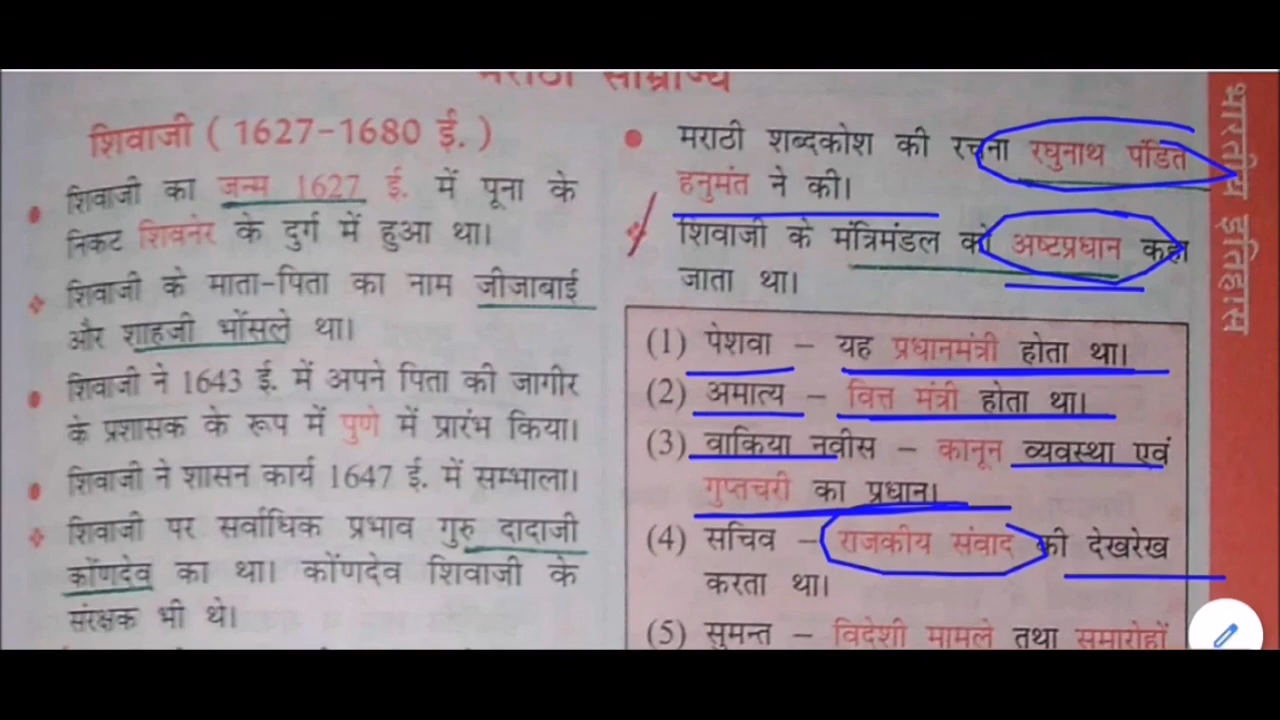 मराठा साम्राज्य
शिवाजी ( 1627-1680 ई. )
शिवाजी का जन्म 1627 ई. में पूना के
निकट शिवनेर के दुर्ग में हुआ था।
शिवाजी के माता-पिता का नाम जीजाबाई
और शाहजी भोंसले था।
शिवाजी ने 1643 ई. में अपने पिता की जागीर
के प्रशासक के रूप में पुणे में प्रारंभ किया।
शिवाजी ने शासन कार्य 1647 ई. में सम्भाला।
शिवाजी पर सर्वाधिक प्रभाव गुरु दादाजी
कोंणदेव का था। कोंणदेव शिवाजी के
संरक्षक भी थे।
मराठी शब्दकोश की रचना रघुनाथ पंडित
हनुमंत ने की।
शिवाजी के मंत्रिमंडल को अष्टप्रधान कहा
जाता था।
(1) पेशवा – यह प्रधानमंत्री होता था।
(2) अमात्य – वित्त मंत्री होता था।
(3) वाकिया नवीस – कानून व्यवस्था एवं
गुप्तचरी का प्रधान।
(4) सचिव – राजकीय संवाद की देखरेख
करता था।
(5) सुमन्त – विदेशी मामले तथा समारोहों
भारतीय इतिहास